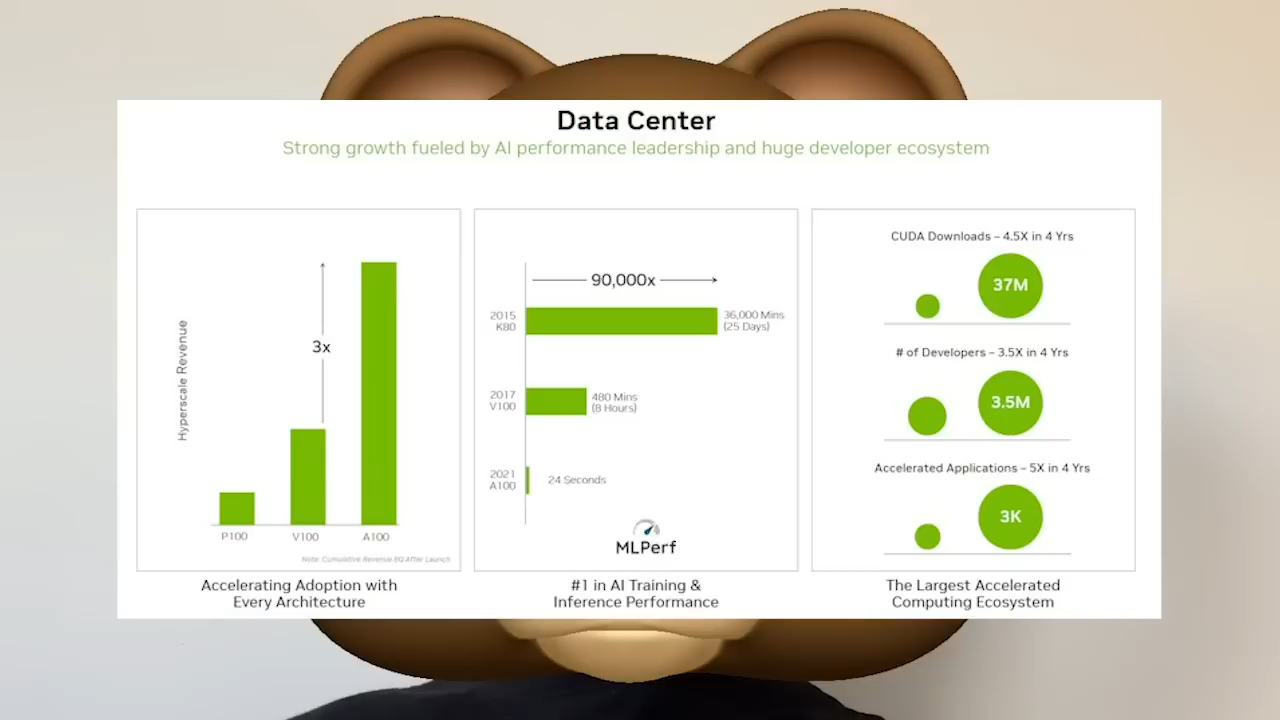 Data Center
Strong growth fueled by AI performance leadership and huge developer ecosystem
Hyperscale Revenue
3x
P100
V100
A100
Note: Cumulative Revenue 8Q After Launch
Accelerating Adoption with
Every Architecture
90,000x
2015
K80
36,000 Mins
(25 Days)
2017
V100
480 Mins
(8 Hours)
2021
A100
24 Seconds
MLPerf
#1 in AI Training &
Inference Performance
CUDA Downloads – 4.5X in 4 Yrs
37M
# of Developers – 3.5X in 4 Yrs
3.5M
Accelerated Applications – 5X in 4 Yrs
3K
The Largest Accelerated
Computing Ecosystem